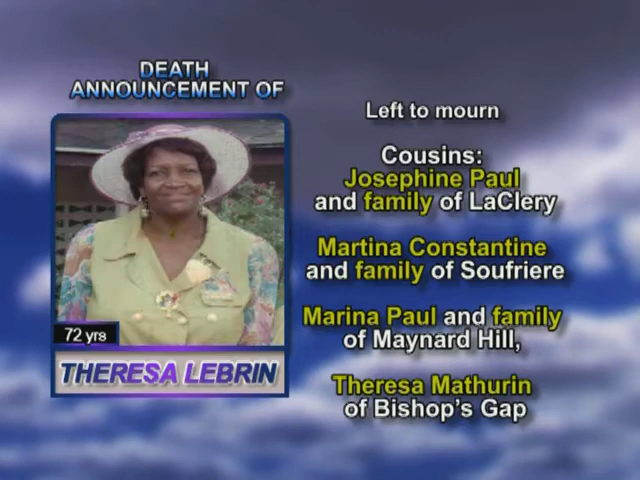 DEATH
ANNOUNCEMENT OF
72 yrs
THERESA LEBRIN
Left to mourn
Cousins:
Josephine Paul
and family of LaClery
Martina Constantine
and family of Soufriere
Marina Paul and family
of Maynard Hill,
Theresa Mathurin
of Bishop's Gap